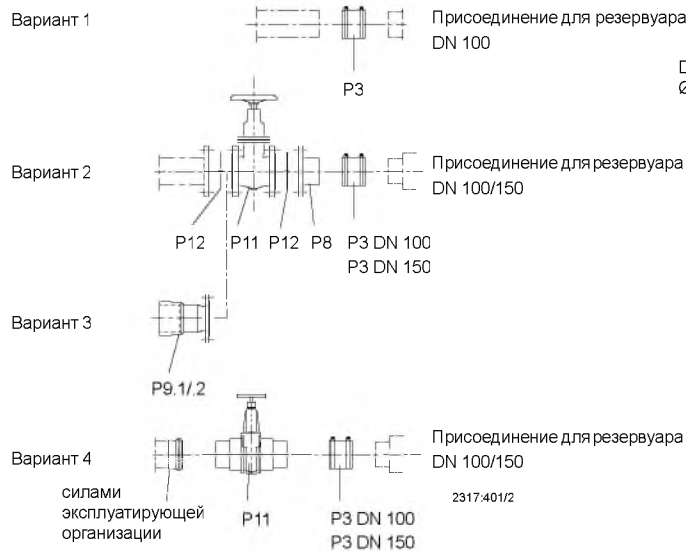 Вариант 1
Присоединение для резервуара
DN 100
P3
Вариант 2
Присоединение для резервуара
DN 100/150
P12
P11
P12
P8
P3 DN 100
P3 DN 150
Вариант 3
P9.1/.2
Вариант 4
Присоединение для резервуара
DN 100/150
2317:401/2
силами
эксплуатирующей
организации
P11
P3 DN 100
P3 DN 150